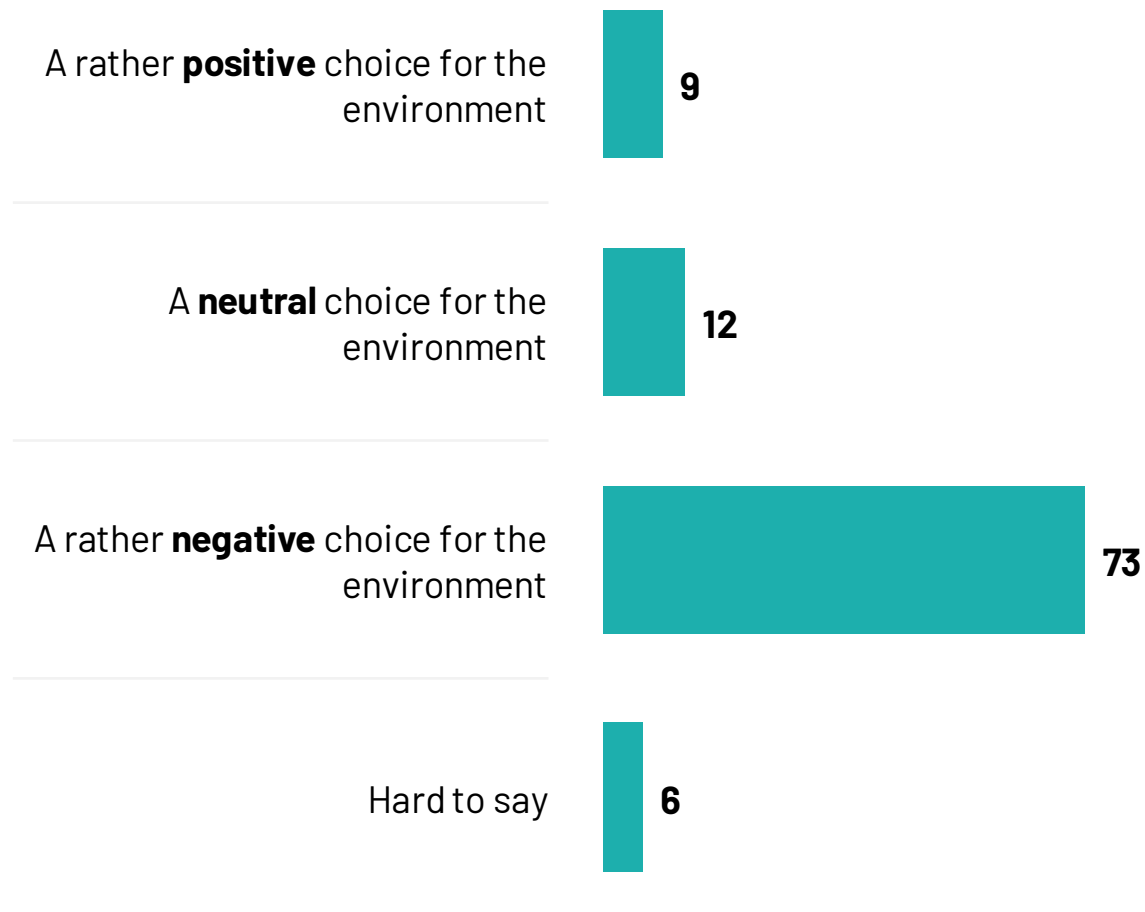 A rather positive choice for the
environment
9
A neutral choice for the
environment
12
A rather negative choice for the
environment
73
Hard to say
6